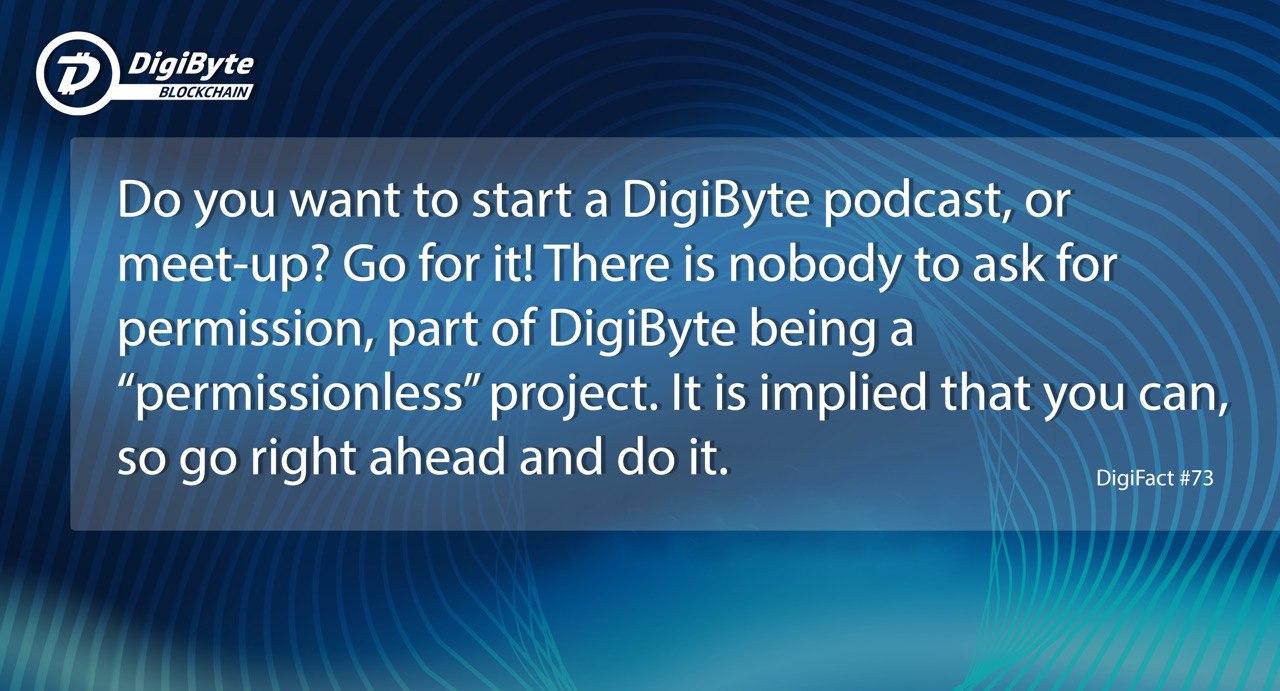 DigiByte
BLOCKCHAIN
Do you want to start a DigiByte podcast, or
meet-up? Go for it! There is nobody to ask for
permission, part of DigiByte being a
“permissionless” project. It is implied that you can,
so go right ahead and do it.
DigiFact #73